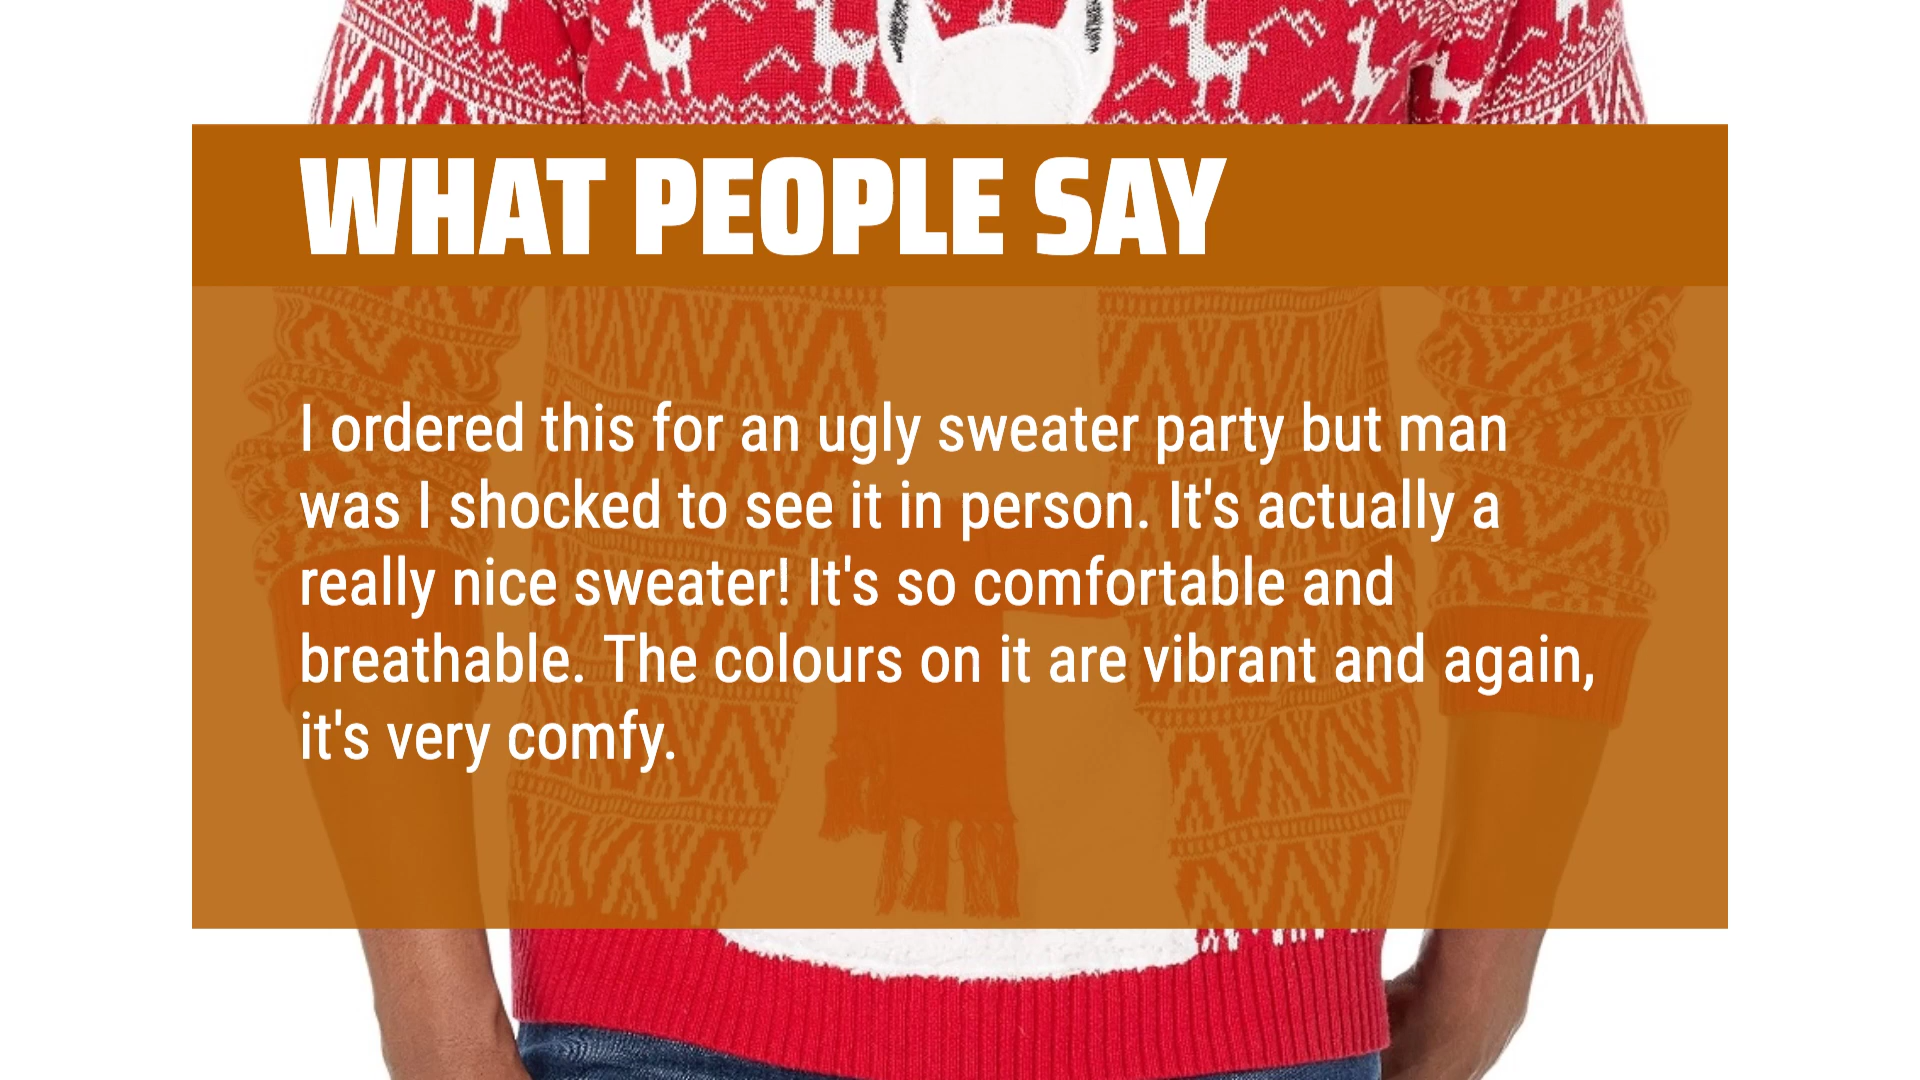 WHAT PEOPLE SAY
I ordered this for an ugly sweater party but man
was I shocked to see it in person. It's actually a
really nice sweater! It's so comfortable and
breathable. The colours on it are vibrant and again,
it's very comfy.